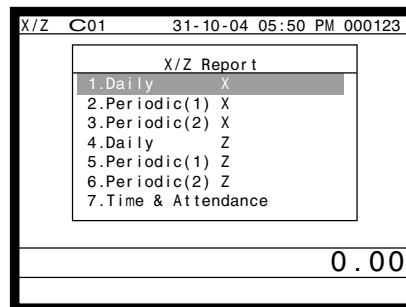 X/Z C01 31-10-04 05:50 PM 000123
X/Z Report
1.Daily X
2.Periodic(1) X
3.Periodic(2) X
4.Daily Z
5.Periodic(1) Z
6.Periodic(2) Z
7.Time & Attendance
0.00